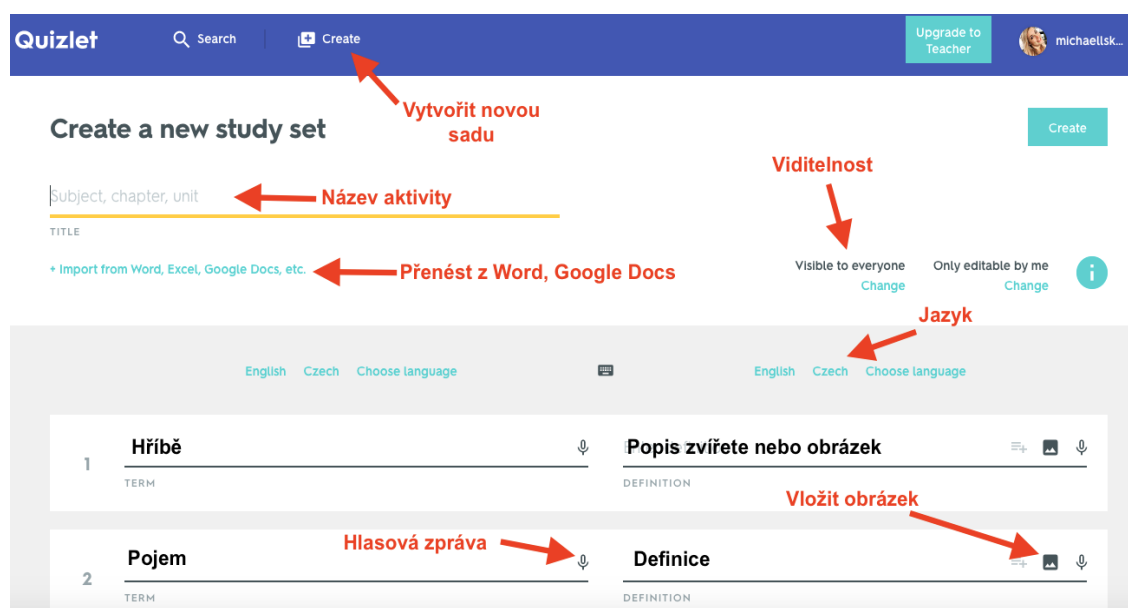 Quizlet Search Create Upgrade to
Teacher michaellsk...
Vytvořit novou
sadu
Create a new study set Create
Viditelnost
Subject, chapter, unit Název aktivity
TITLE
+ Import from Word, Excel, Google Docs, etc. Přenést z Word, Google Docs Visible to everyone Only editable by me
Change Change
Jazyk
English Czech Choose language English Czech Choose language
1 Hříbě Popis zvířete nebo obrázek
TERM DEFINITION
Vložit obrázek
Hlasová zpráva
2 Pojem Definice
TERM DEFINITION